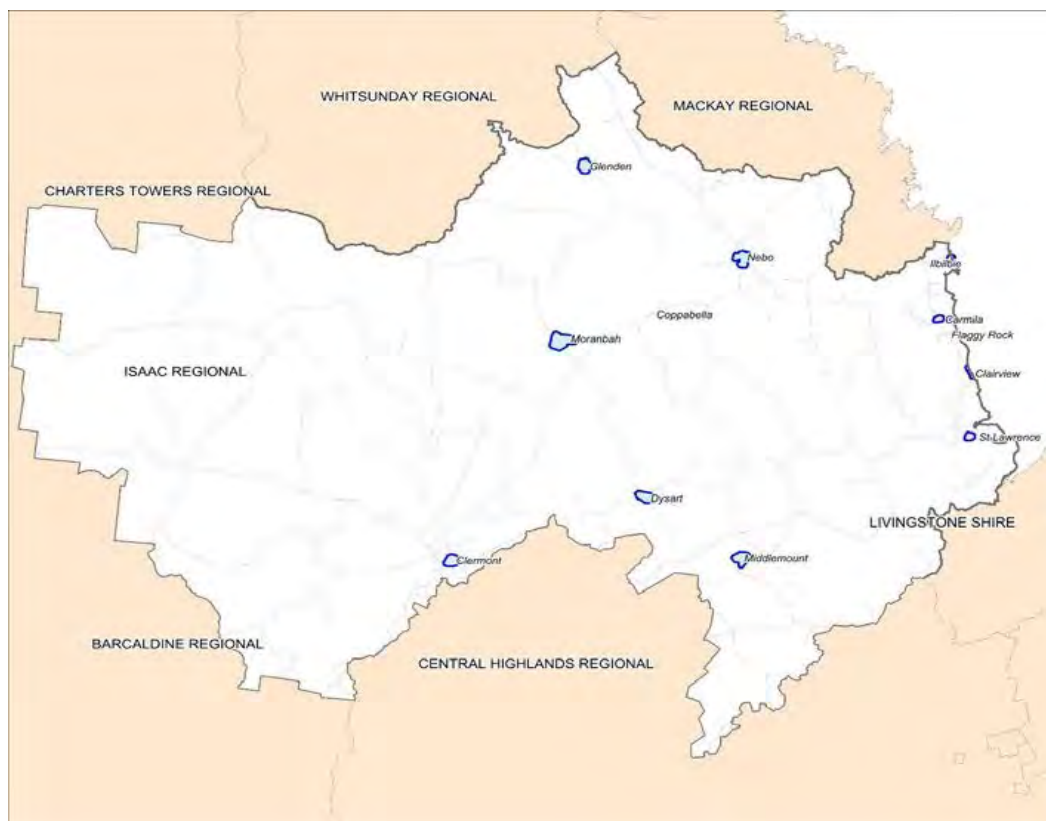 WHITSUNDAY REGIONAL
MACKAY REGIONAL
Glenden
CHARTERS TOWERS REGIONAL
Nebo
Ilbilbie
Coppabella
Carmila
Flaggy Rock
Moranbah
ISAAC REGIONAL
Clairview
St Lawrence
Dysart
LIVINGSTONE SHIRE
Clermont
Middlemount
BARCALDINE REGIONAL
CENTRAL HIGHLANDS REGIONAL